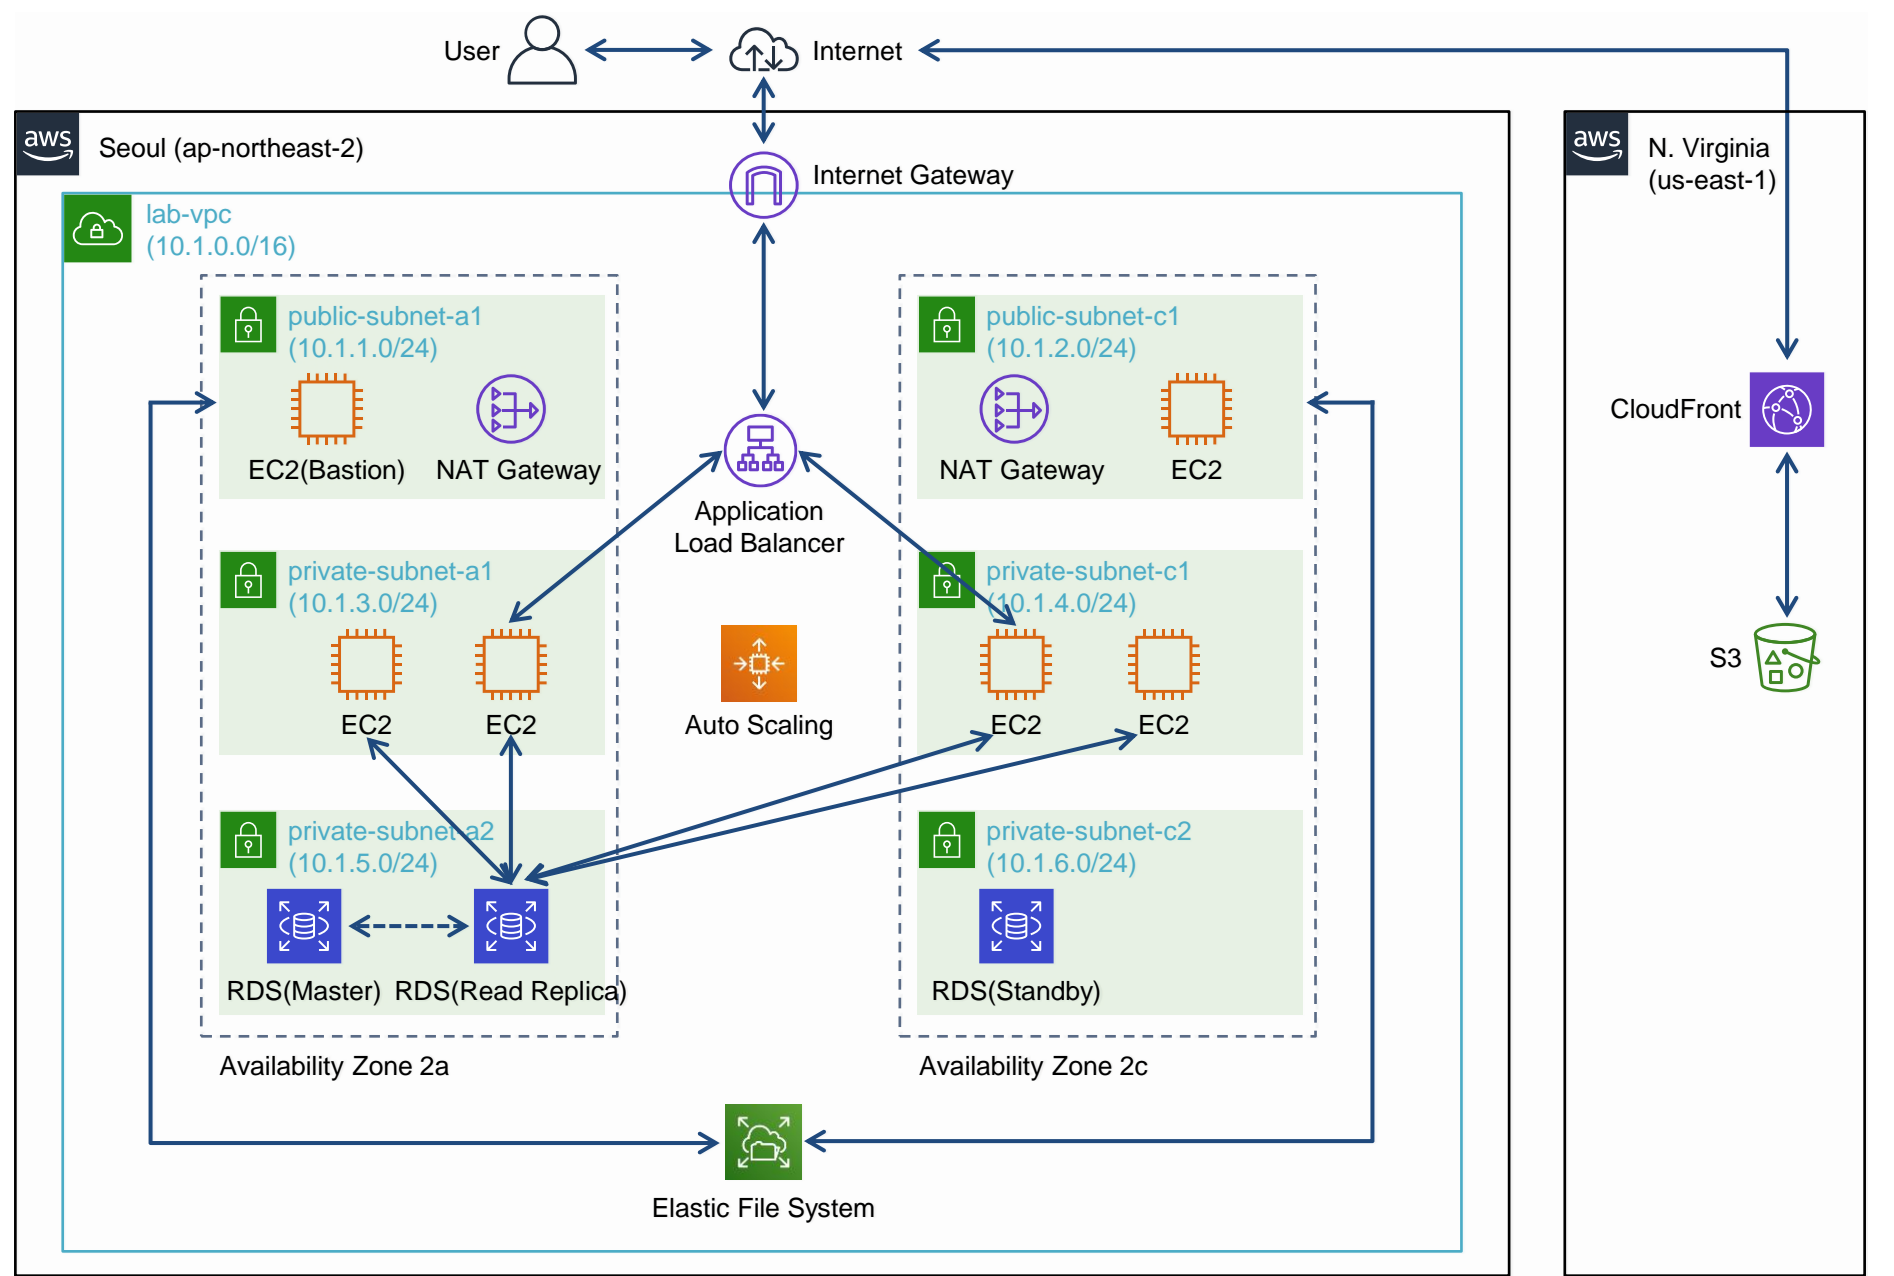 User
Internet
aws
Seoul (ap-northeast-2)
Internet Gateway
aws
N. Virginia
(us-east-1)
lab-vpc
(10.1.0.0/16)
public-subnet-a1
(10.1.1.0/24)
EC2(Bastion)
NAT Gateway
public-subnet-c1
(10.1.2.0/24)
NAT Gateway
EC2
CloudFront
Application
Load Balancer
private-subnet-a1
(10.1.3.0/24)
EC2
EC2
Auto Scaling
private-subnet-c1
(10.1.4.0/24)
EC2
EC2
S3
private-subnet-a2
(10.1.5.0/24)
RDS(Master)
RDS(Read Replica)
private-subnet-c2
(10.1.6.0/24)
RDS(Standby)
Availability Zone 2a
Availability Zone 2c
Elastic File System